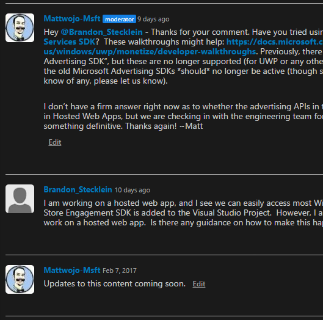 Mattwojo-Msft moderator 9 days ago
Hey @Brandon_Stecklein - Thanks for your comment. Have you tried usin
Services SDK?  These walkthroughs might help: https://docs.microsoft.c
us/windows/uwp/monetize/developer-walkthroughs. Previously, there
Advertising SDK", but these are no longer supported (for UWP or any othe
the old Microsoft Advertising SDKs *should* no longer be active (though s
know of any, please let us know).
I don't have a firm answer right now as to whether the advertising APIs in t
in Hosted Web Apps, but we are checking in with the engineering team fo
something definitive. Thanks again! ~Matt
Edit
Brandon_Stecklein 10 days ago
I am working on a hosted web app, and I see we can easily access most Wi
Store Engagement SDK is added to the Visual Studio Project.  However, I a
work on a hosted web app.  Is there any guidance on how to make this hap
Mattwojo-Msft Feb 7, 2017
Updates to this content coming soon. Edit